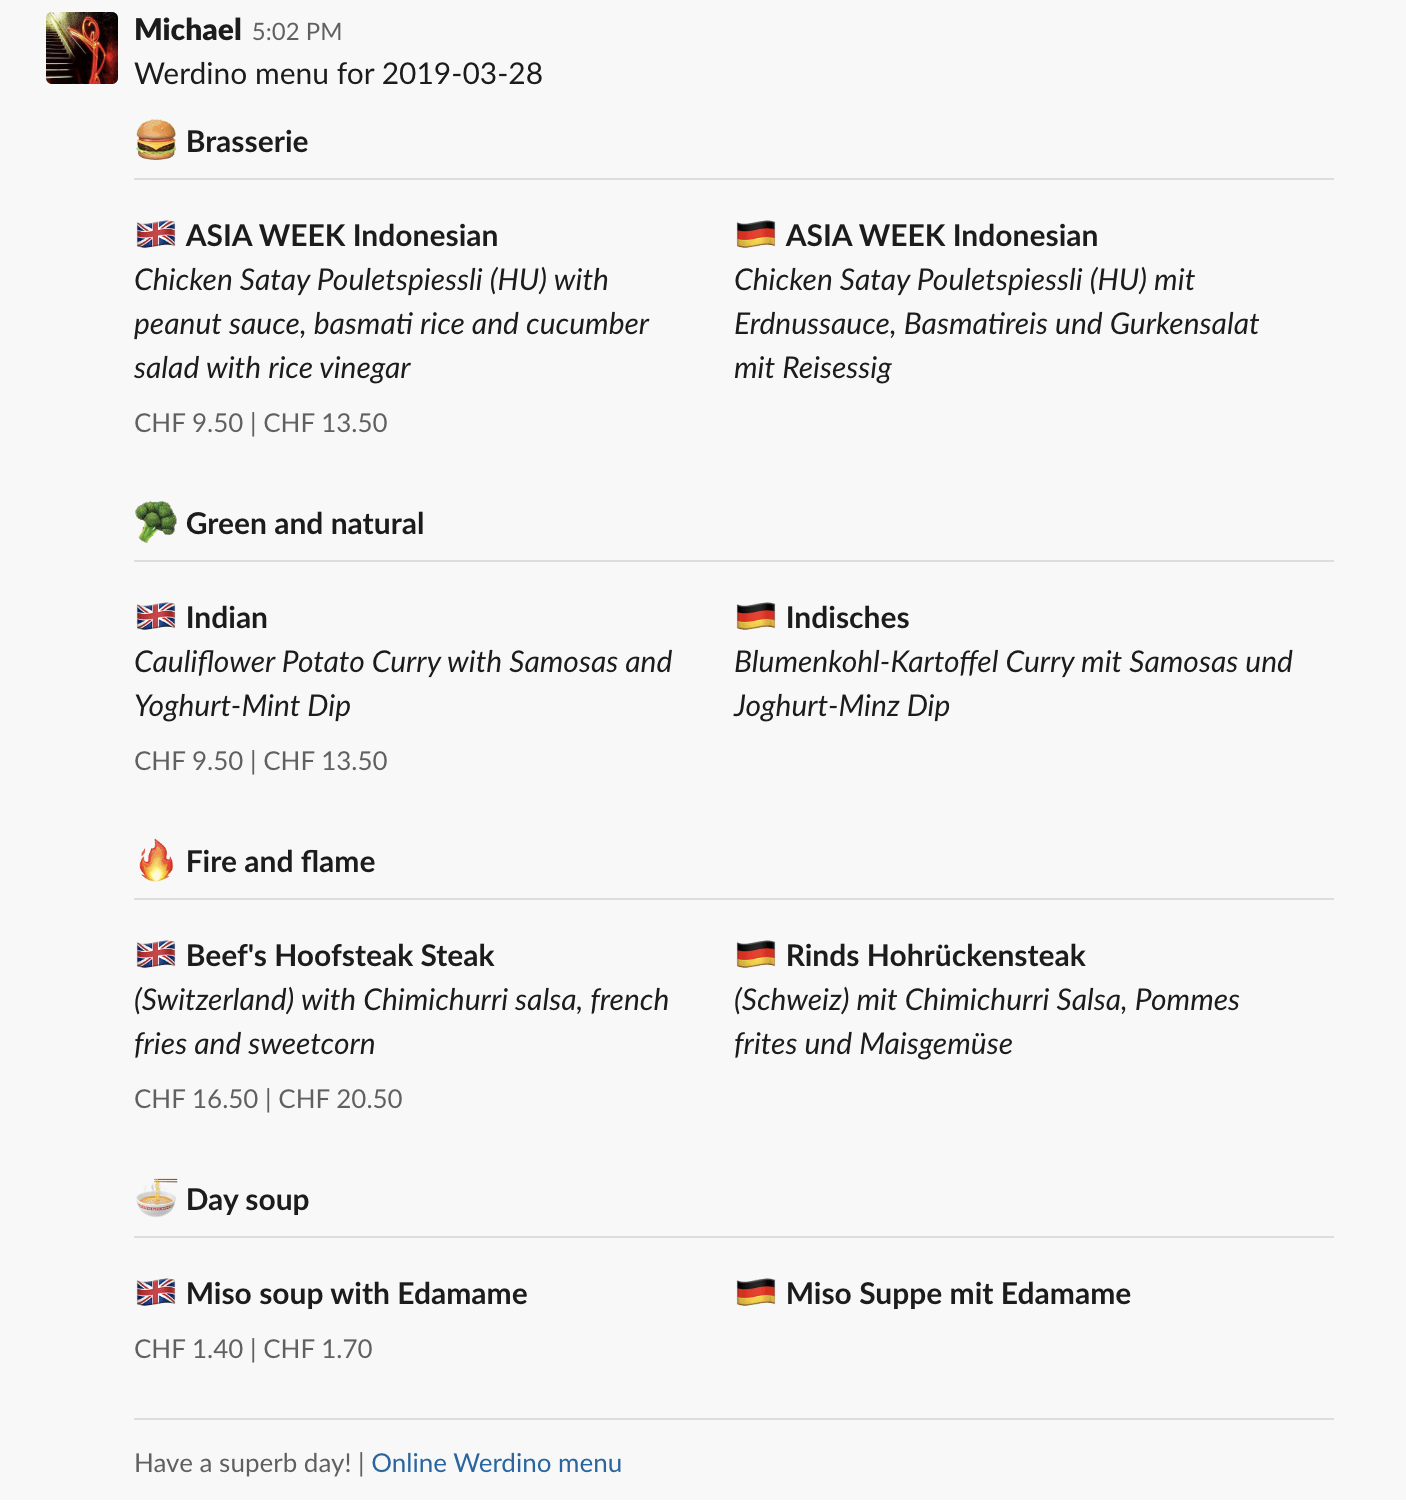 Michael 5:02 PM
Werdino menu for 2019-03-28
Brasserie
ASIA WEEK Indonesian
Chicken Satay Pouletspiessli (HU) with
peanut sauce, basmati rice and cucumber
salad with rice vinegar
CHF 9.50 | CHF 13.50
ASIA WEEK Indonesian
Chicken Satay Pouletspiessli (HU) mit
Erdnussauce, Basmatireis und Gurkensalat
mit Reisessig
Green and natural
Indian
Cauliflower Potato Curry with Samosas and
Yoghurt-Mint Dip
CHF 9.50 | CHF 13.50
Indisches
Blumenkohl-Kartoffel Curry mit Samosas und
Joghurt-Minz Dip
Fire and flame
Beef's Hoofsteak Steak
(Switzerland) with Chimichurri salsa, french
fries and sweetcorn
CHF 16.50 | CHF 20.50
Rinds Hohrückensteak
(Schweiz) mit Chimichurri Salsa, Pommes
frites und Maisgemüse
Day soup
Miso soup with Edamame
CHF 1.40 | CHF 1.70
Miso Suppe mit Edamame
Have a superb day! | Online Werdino menu